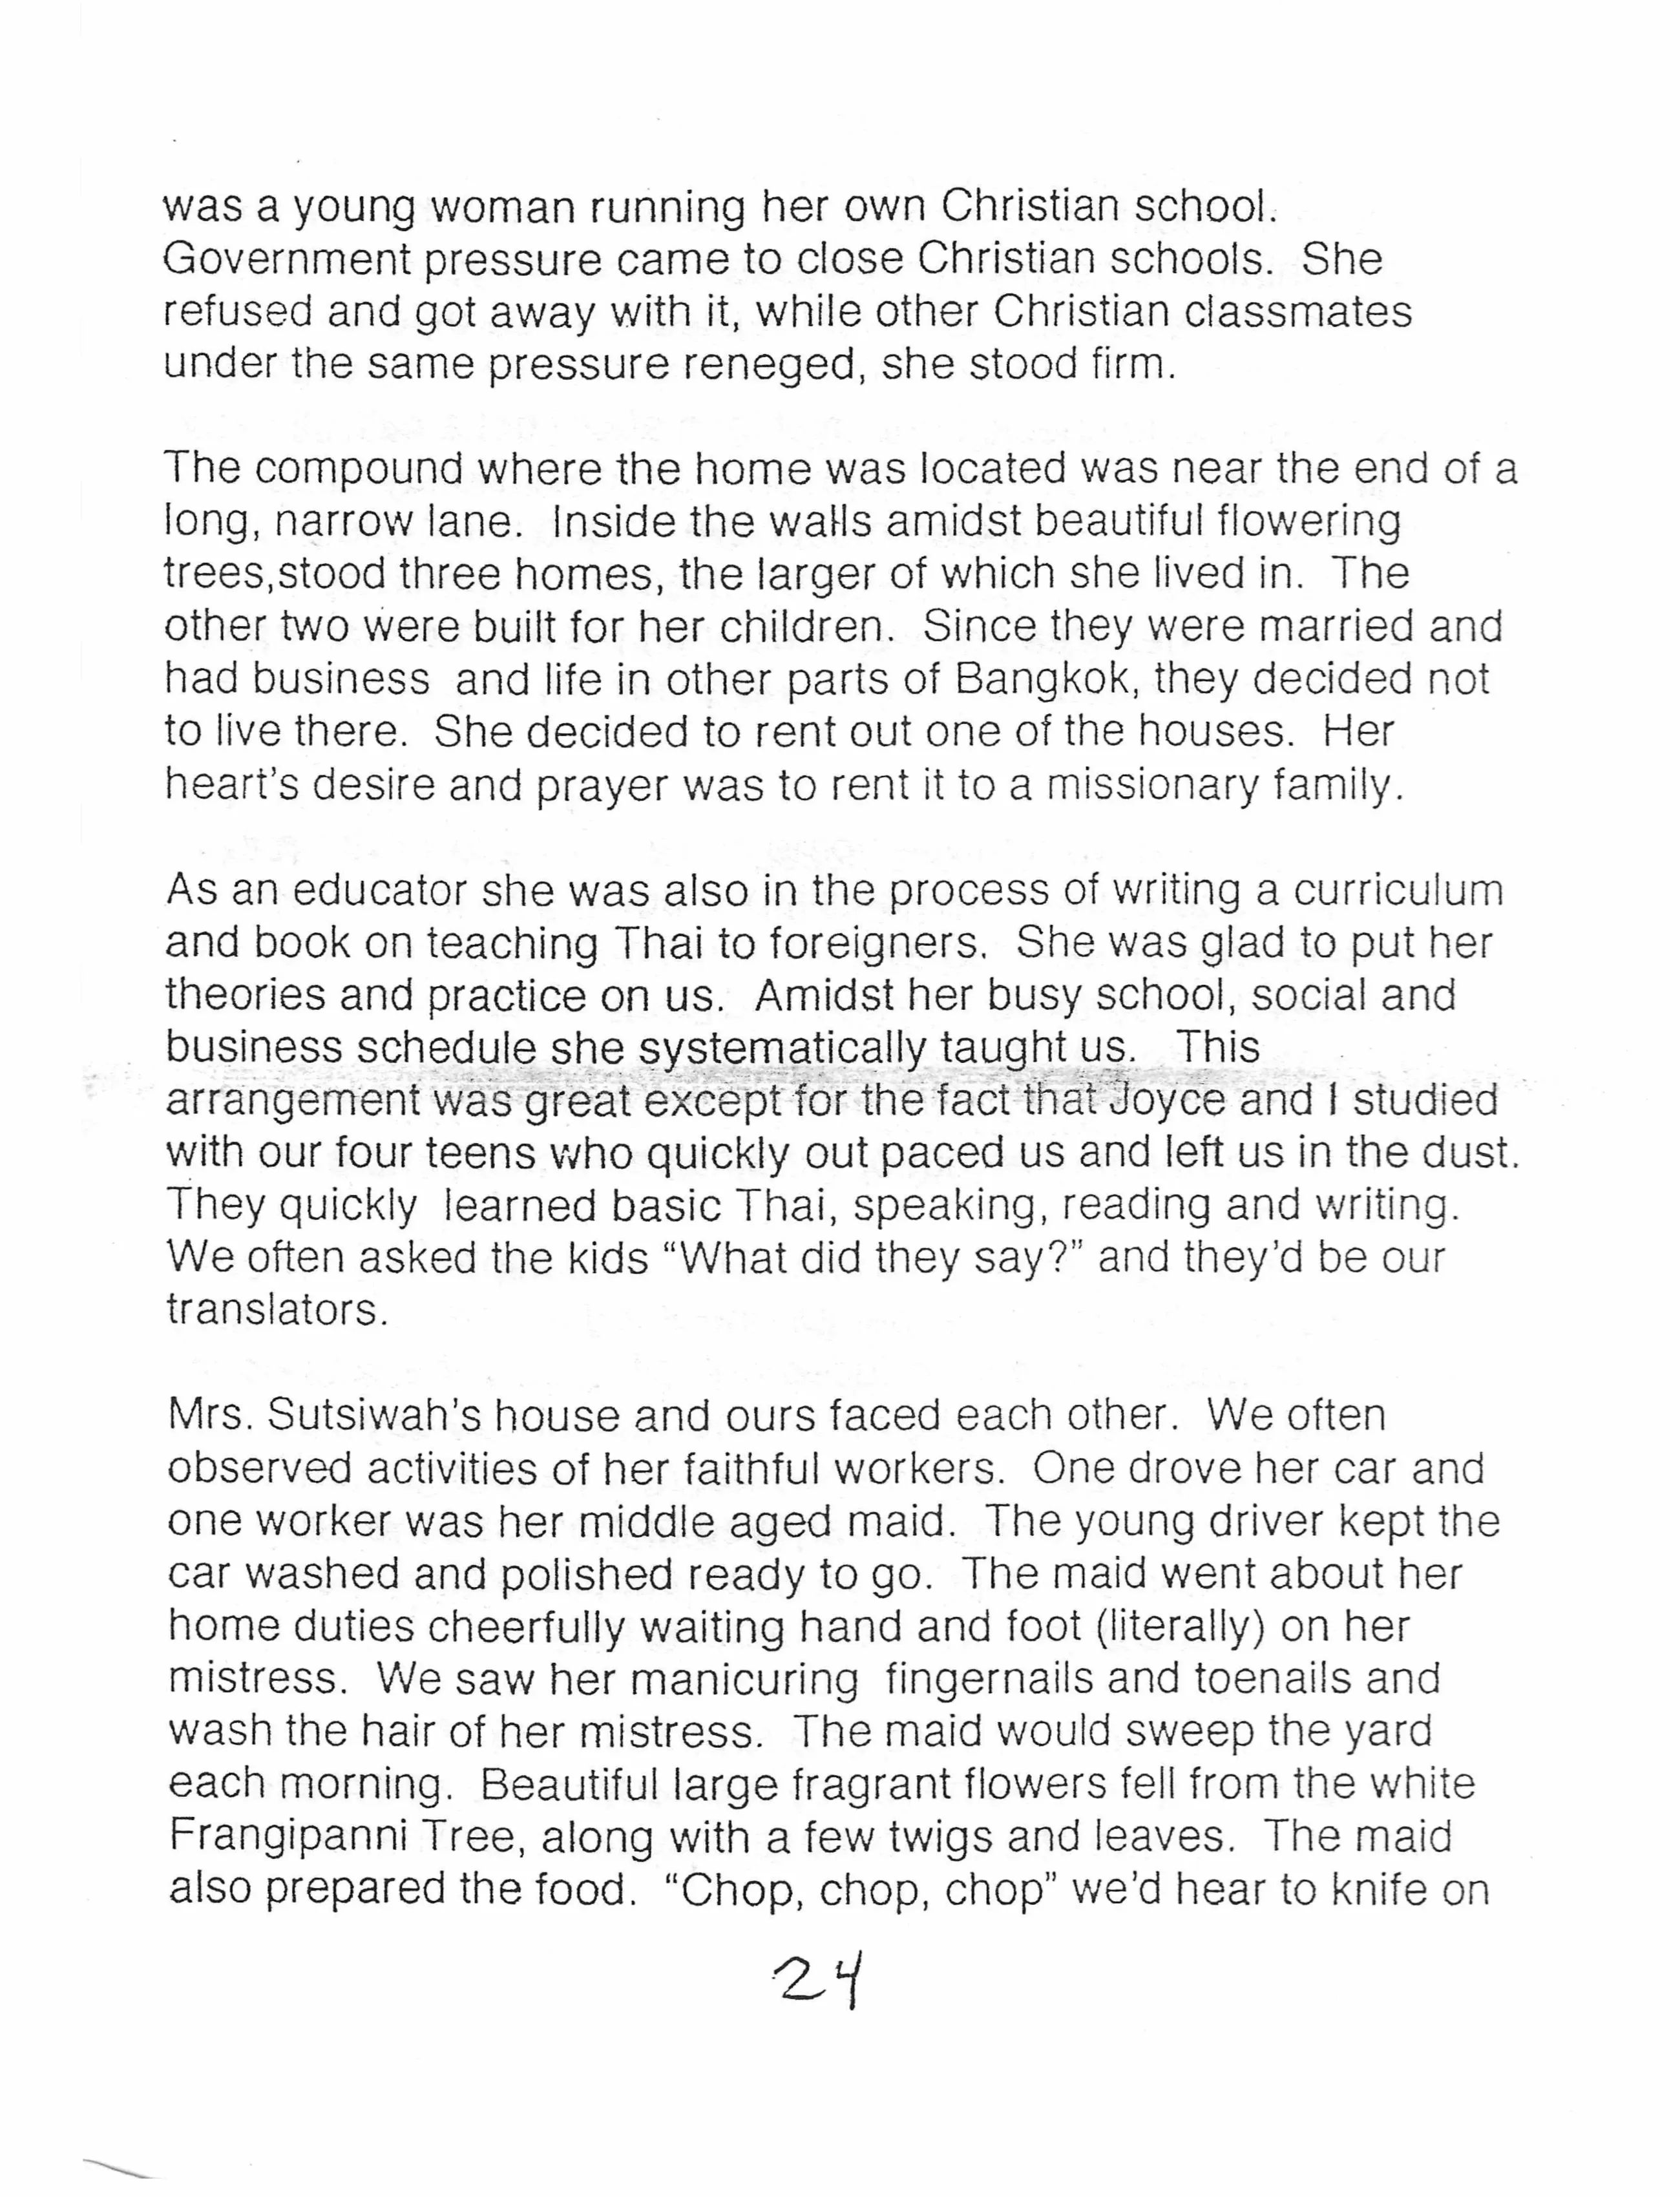 was a young woman running her own Christian school.
Government pressure came to close Christian schools.  She
refused and got away with it, while other Christian classmates
under the same pressure reneged, she stood firm.

The compound where the home was located was near the end of a
long, narrow lane.  Inside the walls amidst beautiful flowering
trees,stood three homes, the larger of which she lived in.  The
other two were built for her children.  Since they were married and
had business  and life in other parts of Bangkok, they decided not
to live there.  She decided to rent out one of the houses.  Her
heart's desire and prayer was to rent it to a missionary family.

As an educator she was also in the process of writing a curriculum
and book on teaching Thai to foreigners.  She was glad to put her
theories and practice on us.  Amidst her busy school, social and
business schedule she systematically taught us.   This
arrangement was great except for the fact that Joyce and I studied
with our four teens who quickly out paced us and left us in the dust.
They quickly  learned basic Thai, speaking, reading and writing.
We often asked the kids “What did they say?” and they'd be our
translators.

Mrs. Sutsiwah's house and ours faced each other.  We often
observed activities of her faithful workers.  One drove her car and
one worker was her middle aged maid.  The young driver kept the
car washed and polished ready to go.  The maid went about her
home duties cheerfully waiting hand and foot (literally) on her
mistress.  We saw her manicuring  fingernails and toenails and
wash the hair of her mistress.  The maid would sweep the yard
each morning.  Beautiful large fragrant flowers fell from the white
Frangipanni Tree, along with a few twigs and leaves.  The maid
also prepared the food.  “Chop, chop, chop” we'd hear to knife on

24